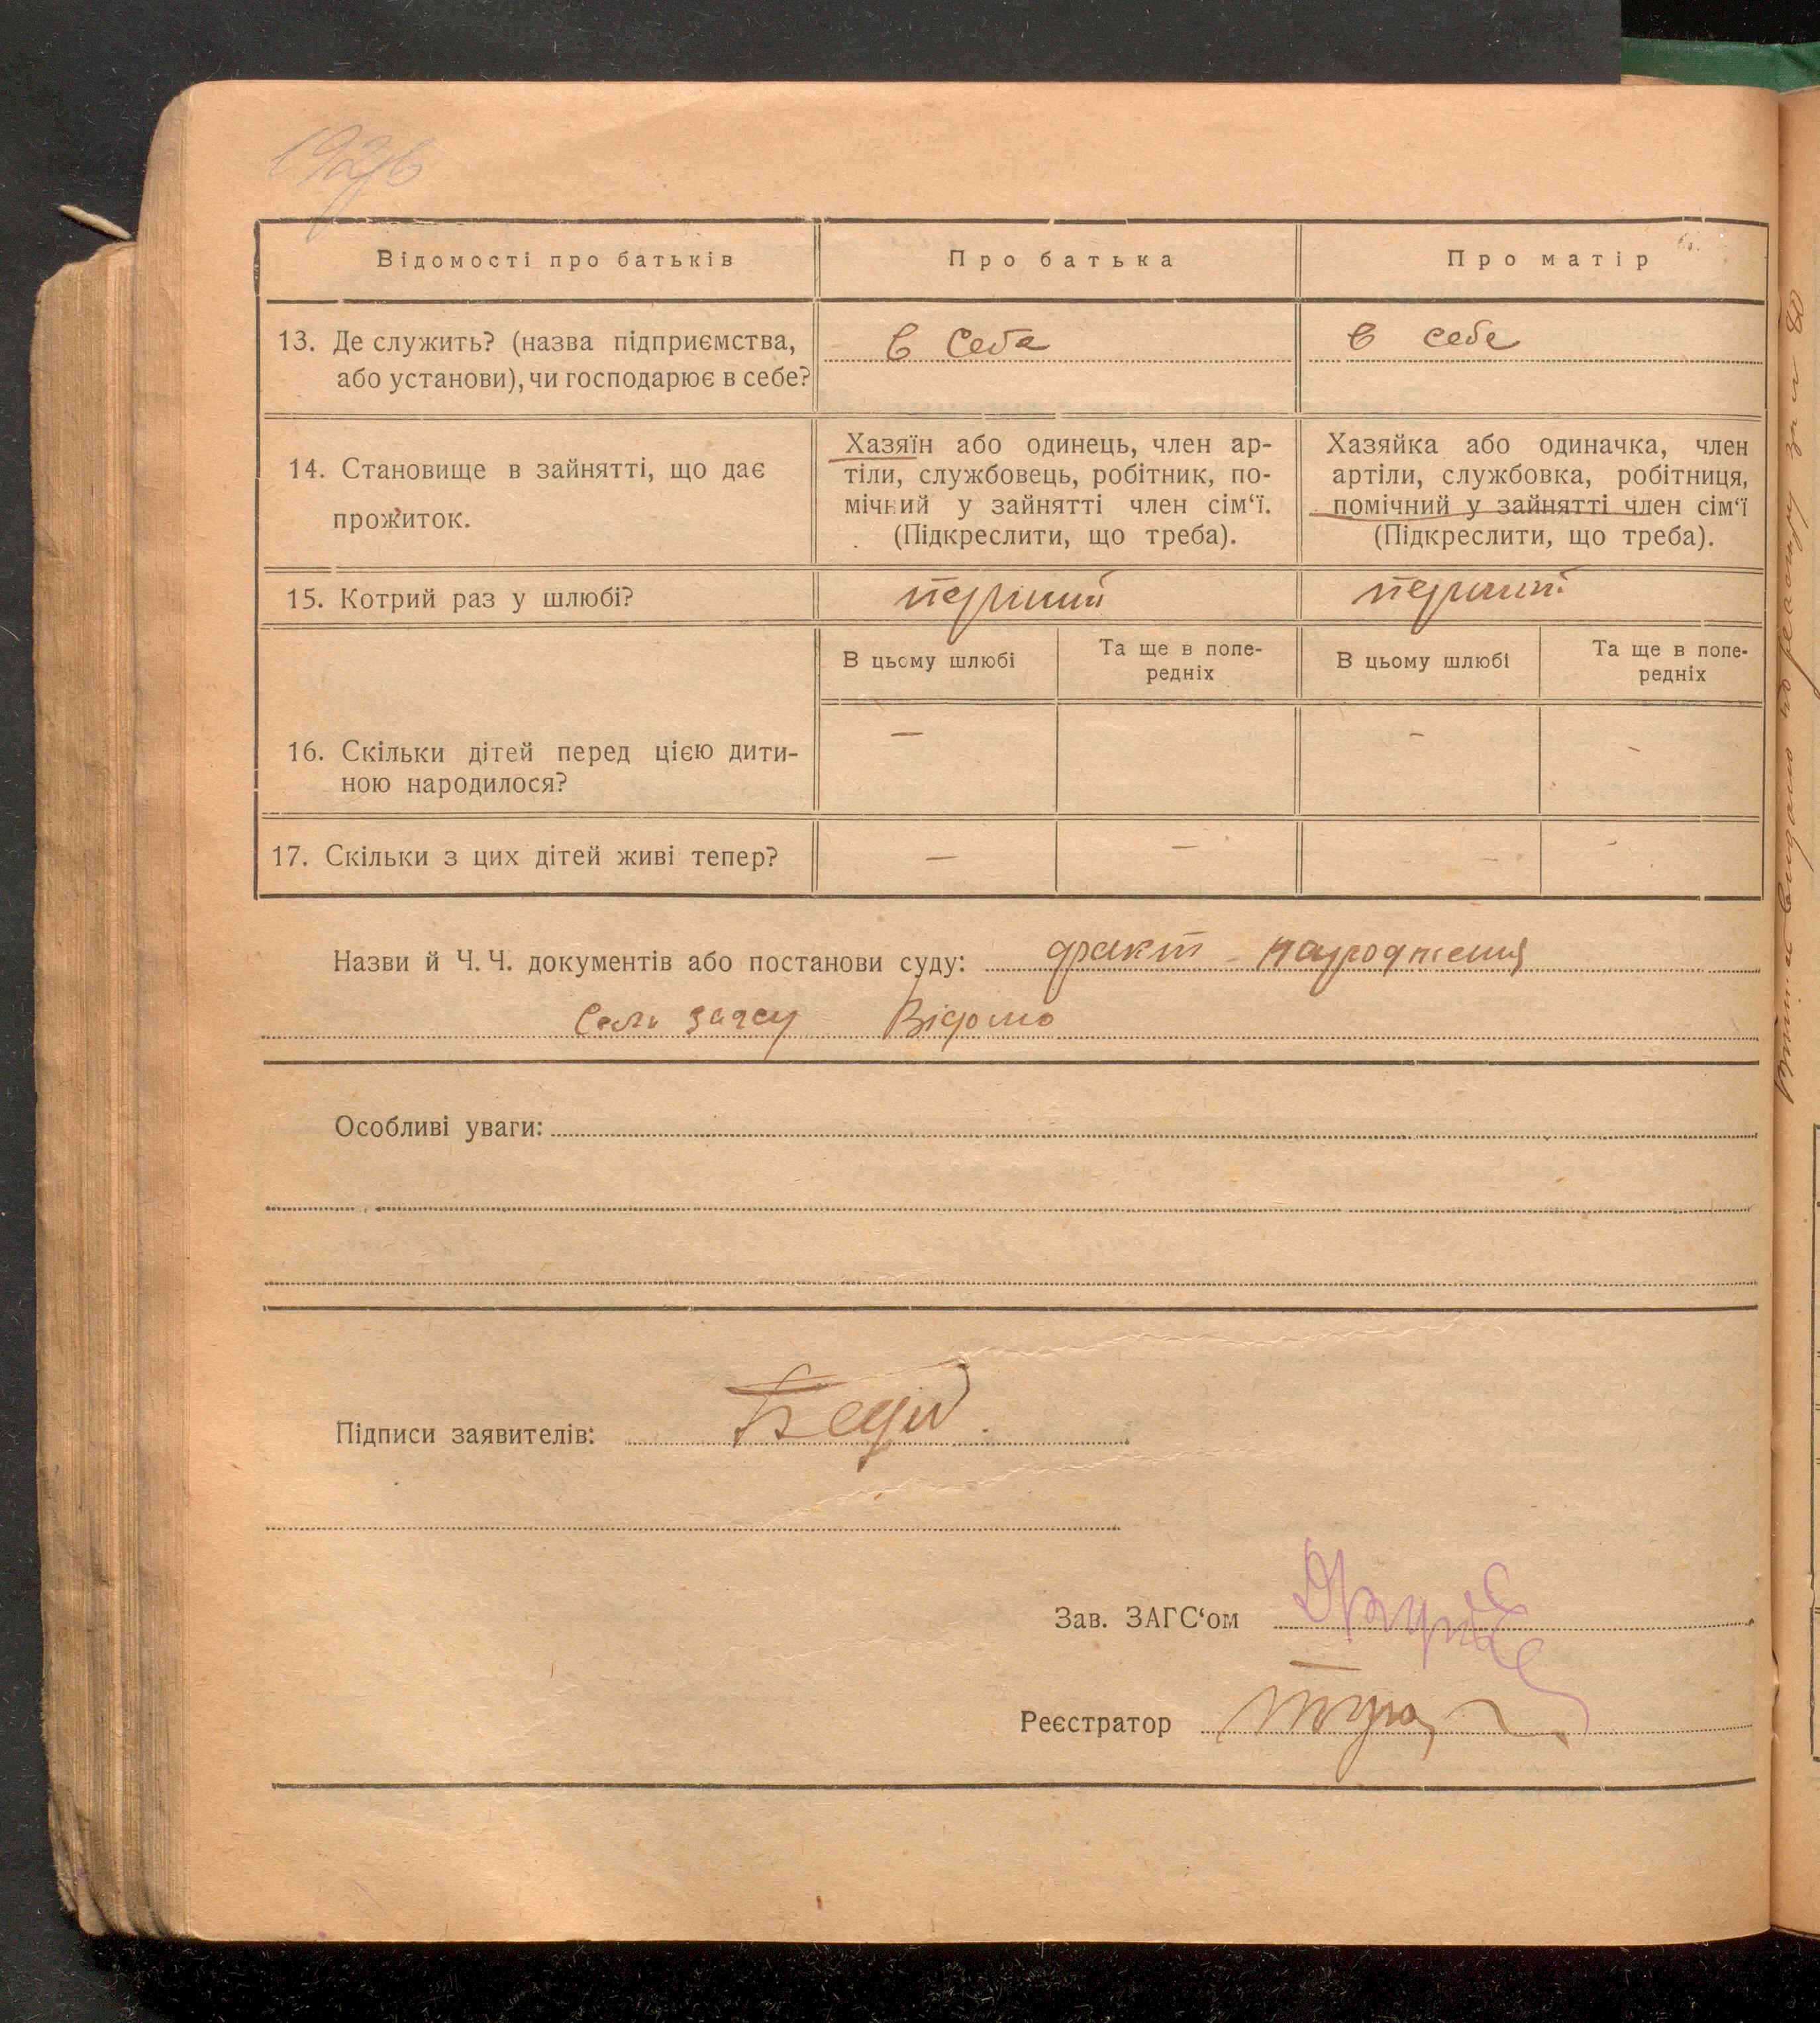 Відомості про батьків
Про батька
Про матір
13. Де служить? (назва підприємства,
або установи), чи господарює в себе?
в себе
в себе
14. Становище в зайнятті, що дає
прожиток.
Хазяїн або одинець, член ар-
тіли, службовець, робітник, по-
мічний у зайнятті член сім‘ї.
(Підкреслити, що треба).
Хазяйка або одиначка, член
артіли, службовка, робітниця,
помічний у зайнятті член сім‘ї
(Підкреслити, що треба).
15. Котрий раз у шлюбі?
перший
перший
В цьому шлюбі
Та ще в попе-
редніх
В цьому шлюбі
Та ще в попе-
редніх
16. Скільки дітей перед цією дити-
ною народилося?
—
-
-
17. Скільки з цих дітей живі тепер?
—
—
-
-
Назви й Ч. Ч. документів або постанови суду: факт народження
загсу Відомо
Особливі уваги:
Підписи заявителів:
Зав. ЗАГС‘ом
Реєстратор